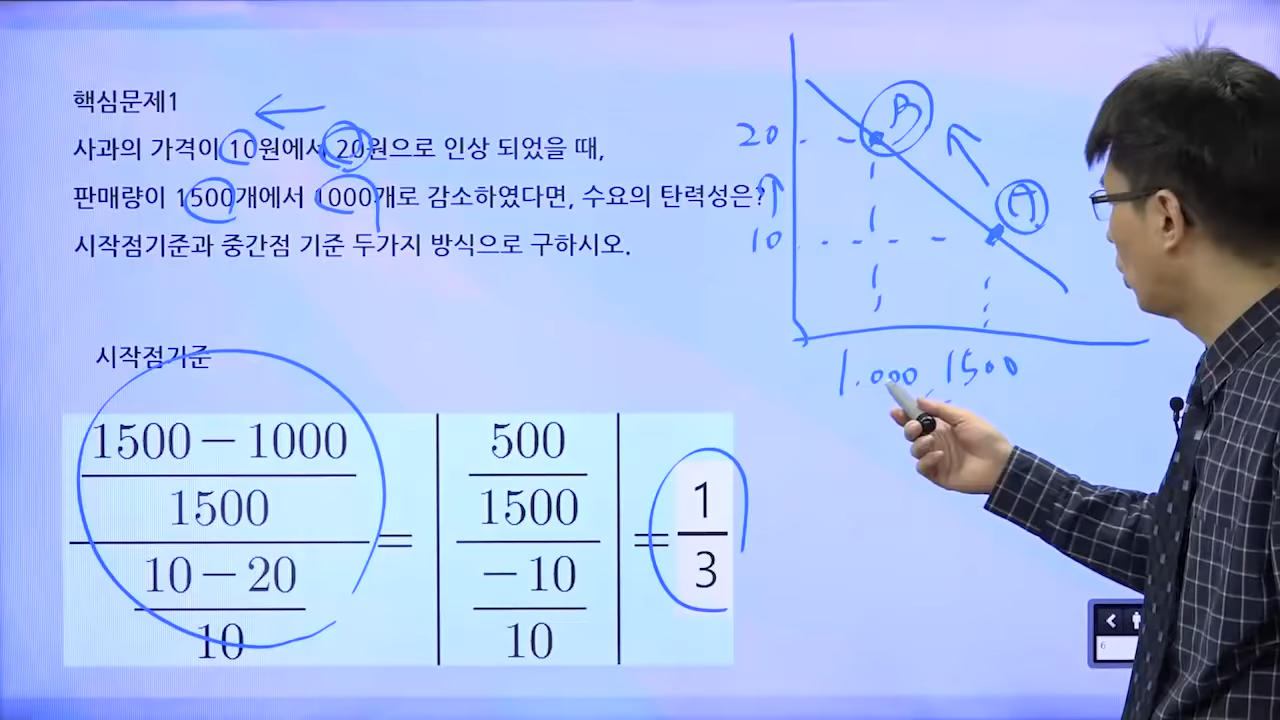 핵심문제1
사과의 가격이 10원에서 20원으로 인상 되었을 때,
판매량이 1500개에서 1000개로 감소하였다면, 수요의 탄력성은?
시작점기준과 중간점 기준 두가지 방식으로 구하시오.
시작점기준
1500 − 1000
1500
10 − 20
10
=
500
1500
− 10
10
=
1
3
B
20
A
10
1.000
1500
6